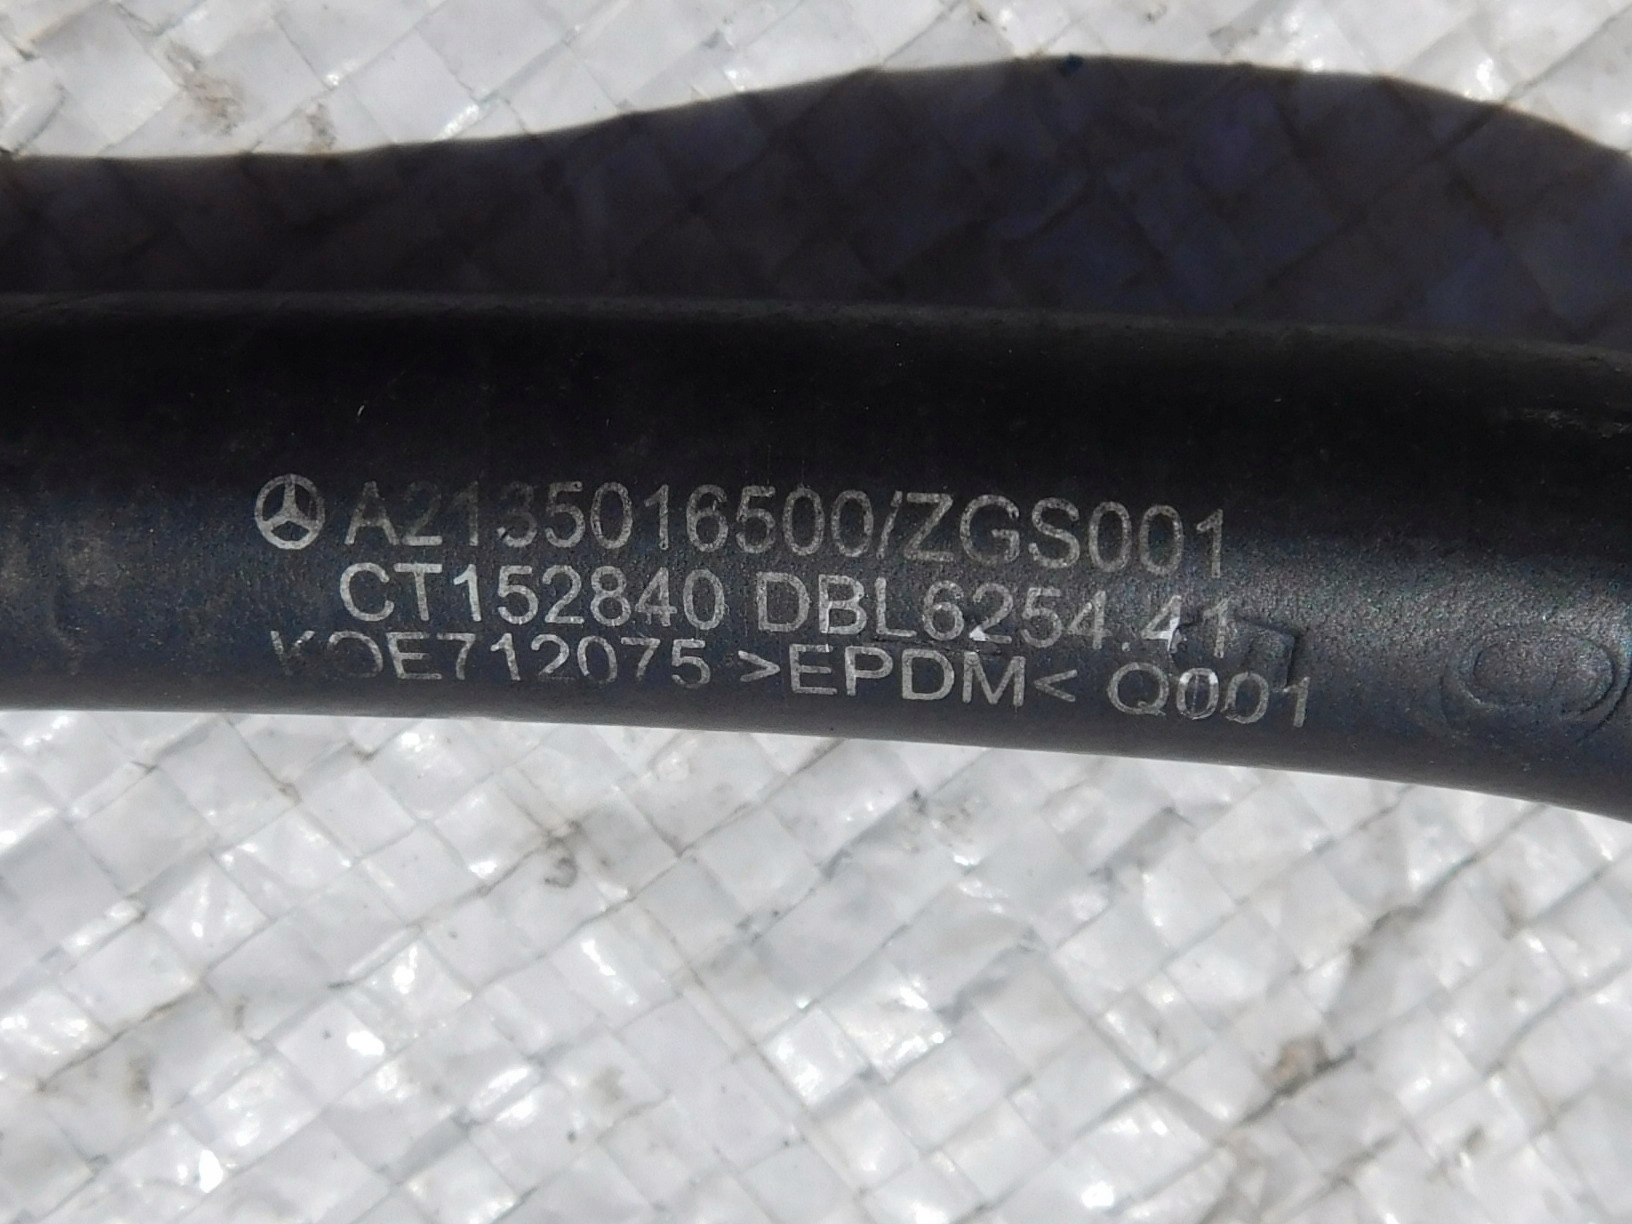 A2135016500/ZGS001
CT152840 DBL6254.41
KOE712075 >EPDM< Q001